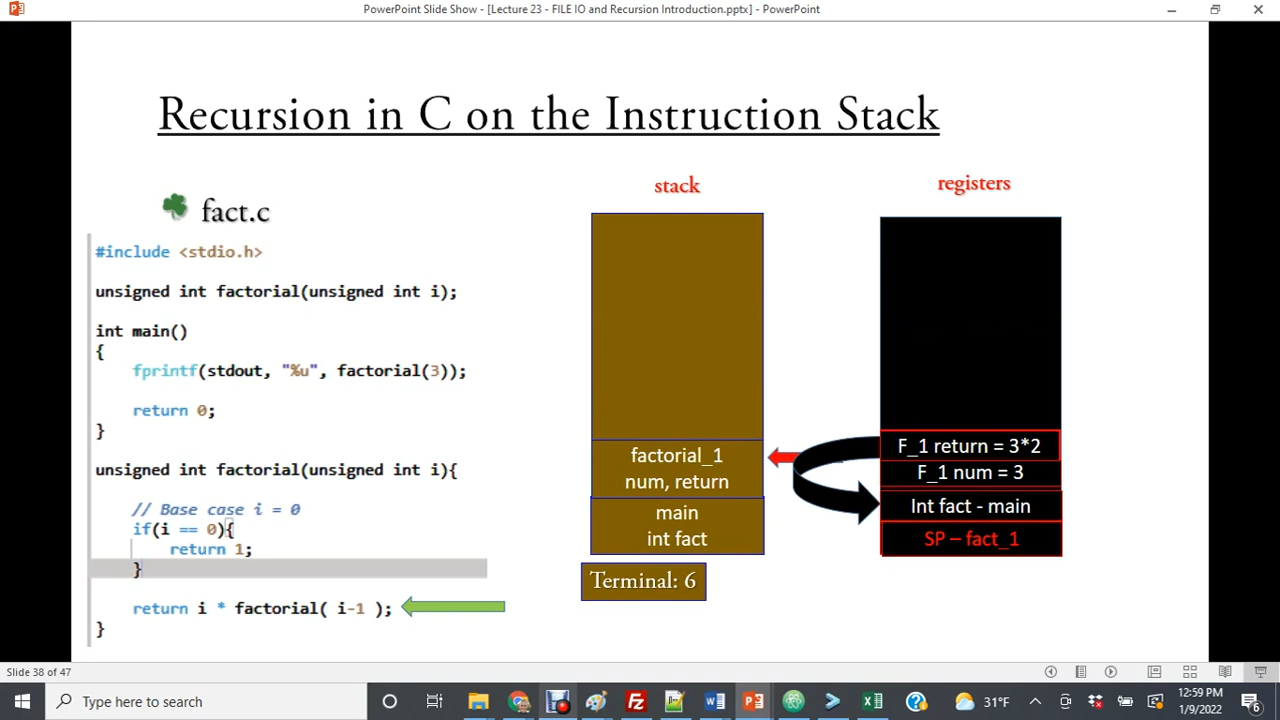 PowerPoint Slide Show - [Lecture 23 - FILE IO and Recursion Introduction.pptx] - PowerPoint
Recursion in C on the Instruction Stack
fact.c
#include <stdio.h>
unsigned int factorial(unsigned int i);
int main()
{
fprintf(stdout, "%u", factorial(3));
return 0;
}
unsigned int factorial(unsigned int i){
// Base case i = 0
if(i == 0){
return 1;
}
return i * factorial( i-1 );
}
stack
factorial_1
num, return
main
int fact
Terminal: 6
registers
F_1 return = 3*2
F_1 num = 3
Int fact - main
SP – fact_1
Slide 38 of 47
Type here to search
31°F
12:59 PM
1/9/2022
6